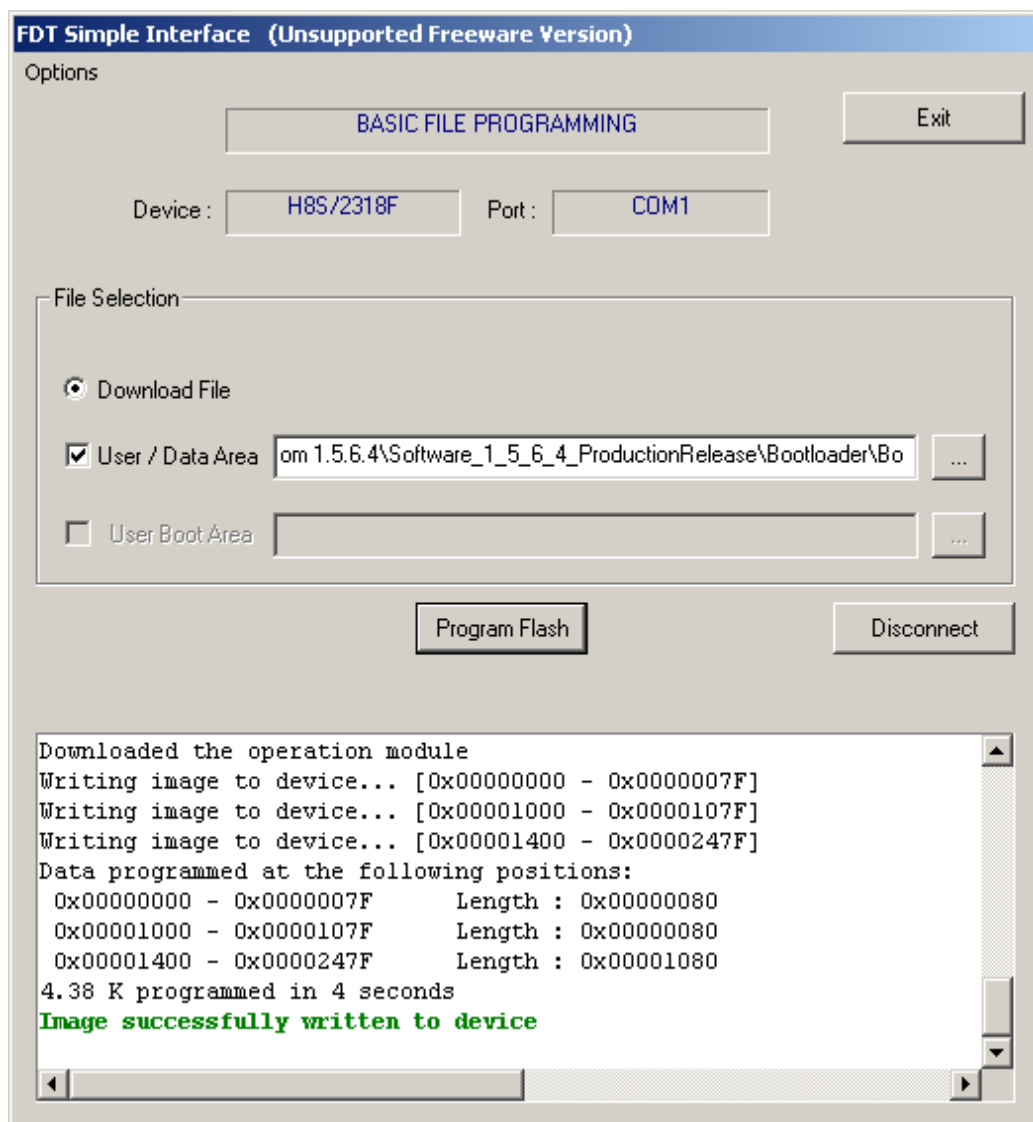 FDT Simple Interface (Unsupported Freeware Version)
Options
BASIC FILE PROGRAMMING
Exit
Device : H8S/2318F Port : COM1
File Selection
Download File
User / Data Area om 1.5.6.4\Software_1_5_6_4_ProductionRelease\Bootloader\Bo ...
User Boot Area ...
Program Flash Disconnect
Downloaded the operation module
Writing image to device... [0x00000000 - 0x0000007F]
Writing image to device... [0x00001000 - 0x0000107F]
Writing image to device... [0x00001400 - 0x0000247F]
Data programmed at the following positions:
0x00000000 - 0x0000007F Length : 0x00000080
0x00001000 - 0x0000107F Length : 0x00000080
0x00001400 - 0x0000247F Length : 0x00001080
4.38 K programmed in 4 seconds
Image successfully written to device